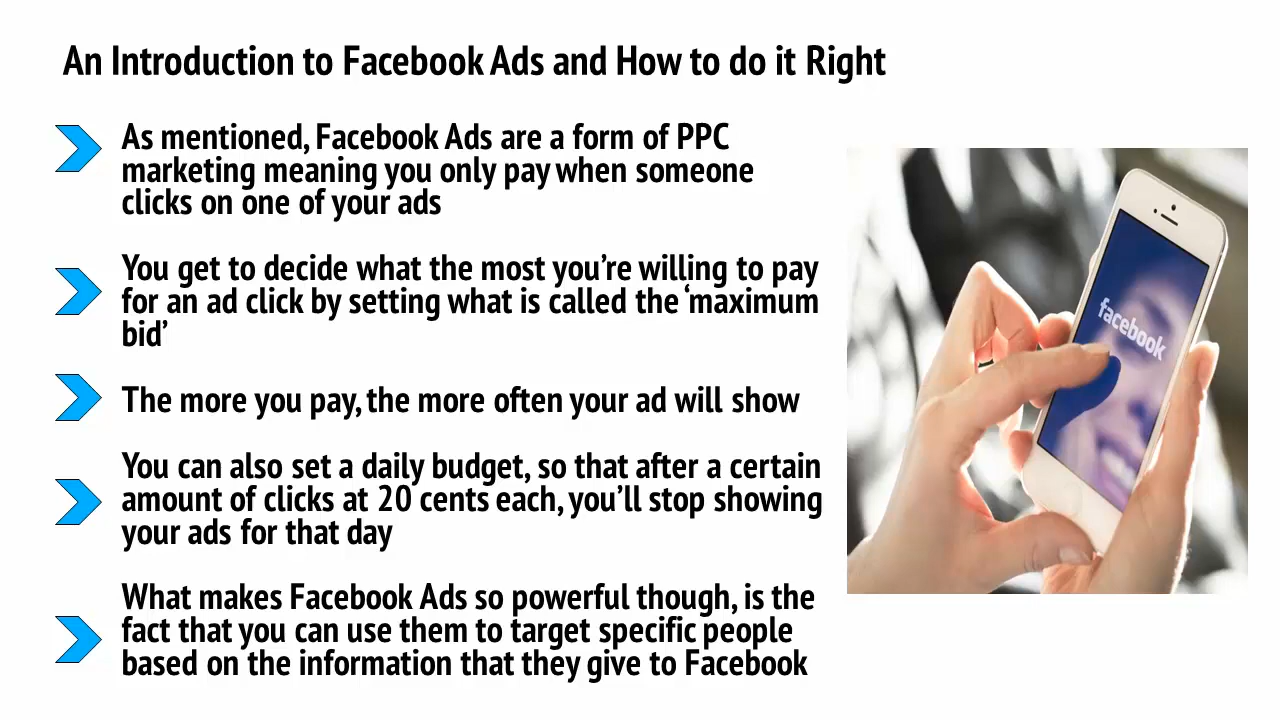 An Introduction to Facebook Ads and How to do it Right
As mentioned, Facebook Ads are a form of PPC
marketing meaning you only pay when someone
clicks on one of your ads
You get to decide what the most you’re willing to pay
for an ad click by setting what is called the ‘maximum
bid’
The more you pay, the more often your ad will show
You can also set a daily budget, so that after a certain
amount of clicks at 20 cents each, you’ll stop showing
your ads for that day
What makes Facebook Ads so powerful though, is the
fact that you can use them to target specific people
based on the information that they give to Facebook
facebook